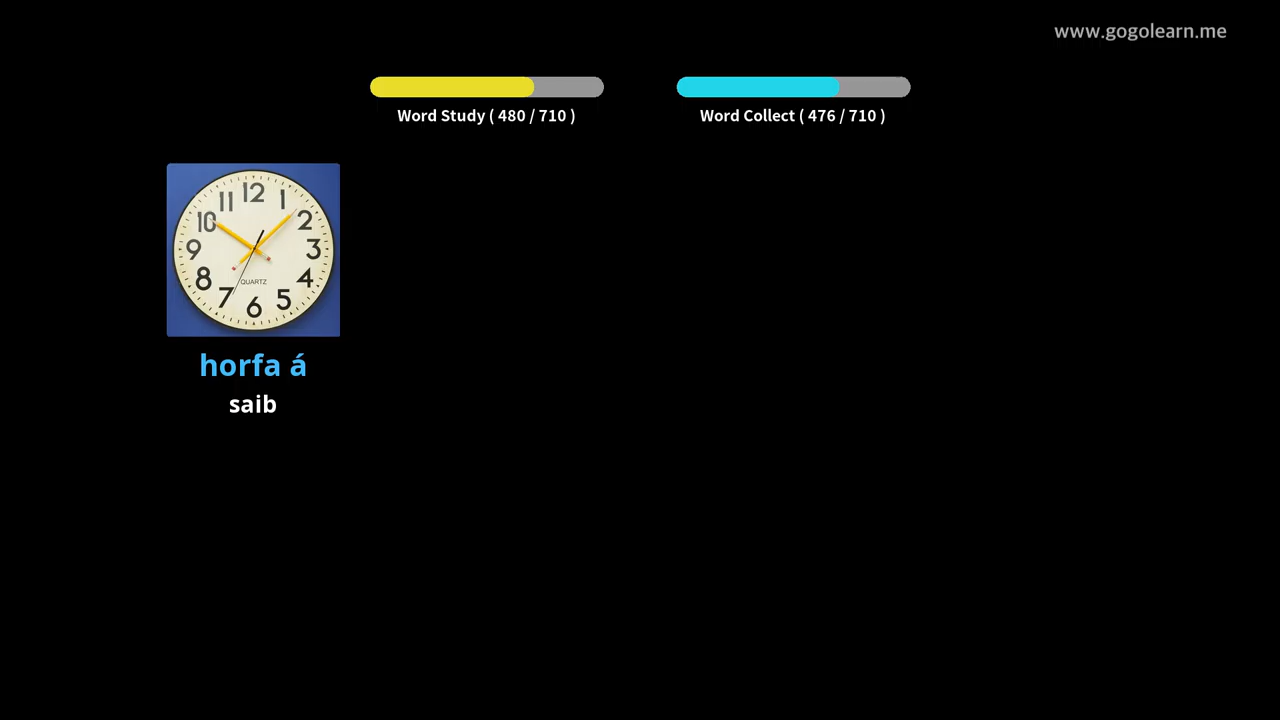 www.gogolearn.me
Word Study ( 480 / 710 )
Word Collect ( 476 / 710 )
12
11
1
10
2
9
3
8
4
QUARTZ
7
5
6
horfa á
saib